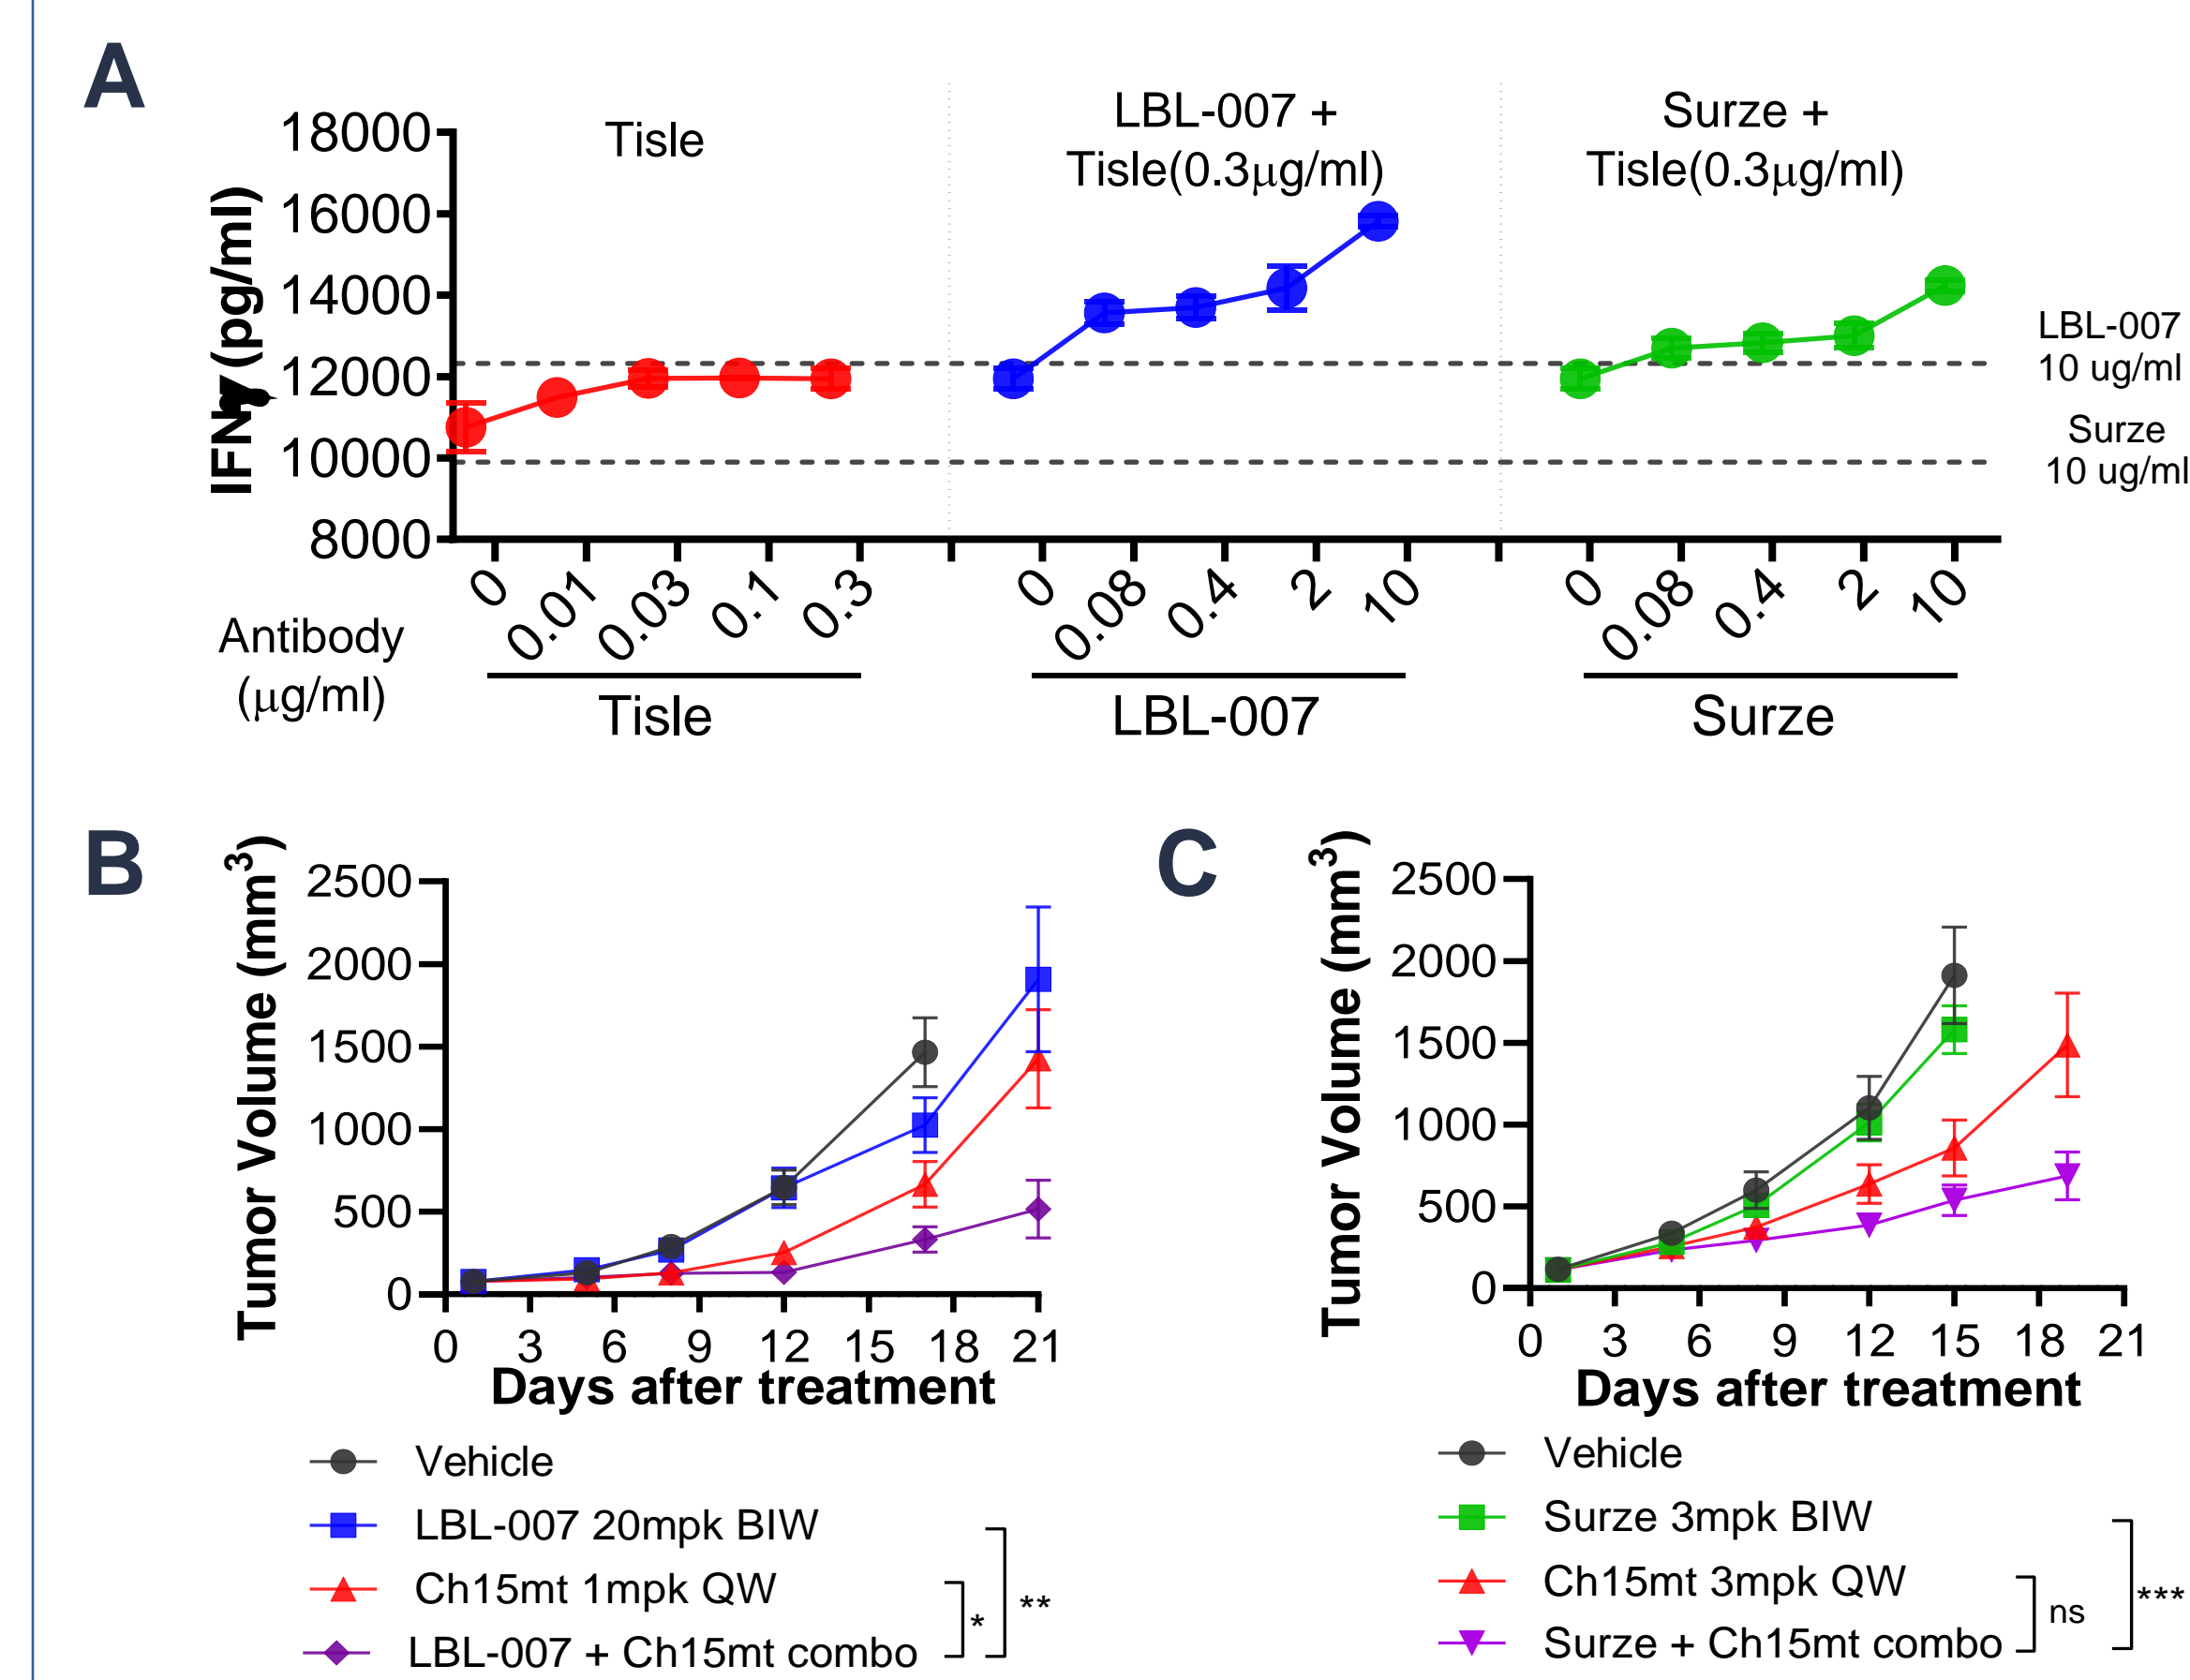 A
Tisle
LBL-007 +
Tisle(0.3μg/ml)
Surze +
Tisle(0.3μg/ml)
IFNγ (pg/ml)
18000
16000
14000
12000
10000
8000
LBL-007
10 ug/ml
Surze
10 ug/ml
0 0.01 0.03 0.1 0.3 0 0.08 0.4 2 10 0 0.08 0.4 2 10
Antibody
(μg/ml)
Tisle LBL-007 Surze
B
Tumor Volume (mm³)
2500
2000
1500
1000
500
0
0 3 6 9 12 15 18 21
Days after treatment
Vehicle
LBL-007 20mpk BIW
Ch15mt 1mpk QW
LBL-007 + Ch15mt combo
*
**
C
Tumor Volume (mm³)
2500
2000
1500
1000
500
0
0 3 6 9 12 15 18 21
Days after treatment
Vehicle
Surze 3mpk BIW
Ch15mt 3mpk QW
Surze + Ch15mt combo
ns
***